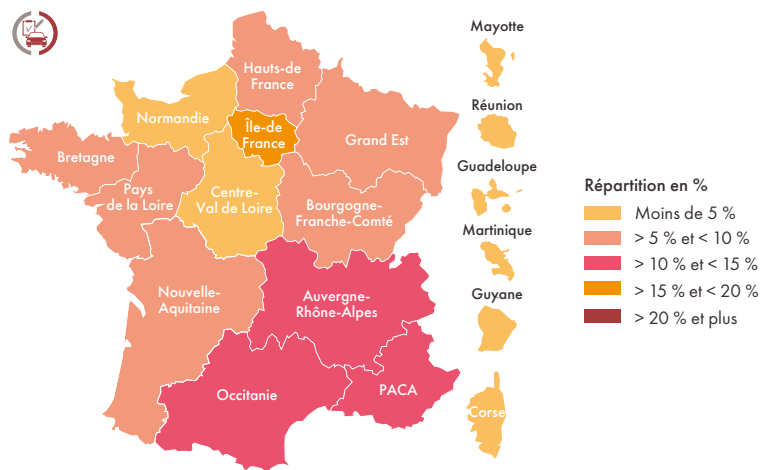 Mayotte
Hauts-de
France
Réunion
Normandie
Île-de
France
Grand Est
Bretagne
Guadeloupe
Pays
de la Loire
Centre-
Val de Loire
Bourgogne-
Franche-Comté
Martinique
Nouvelle-
Aquitaine
Auvergne-
Rhône-Alpes
Guyane
Occitanie
PACA
Corse
Répartition en %
Moins de 5 %
> 5 % et < 10 %
> 10 % et < 15 %
> 15 % et < 20 %
> 20 % et plus